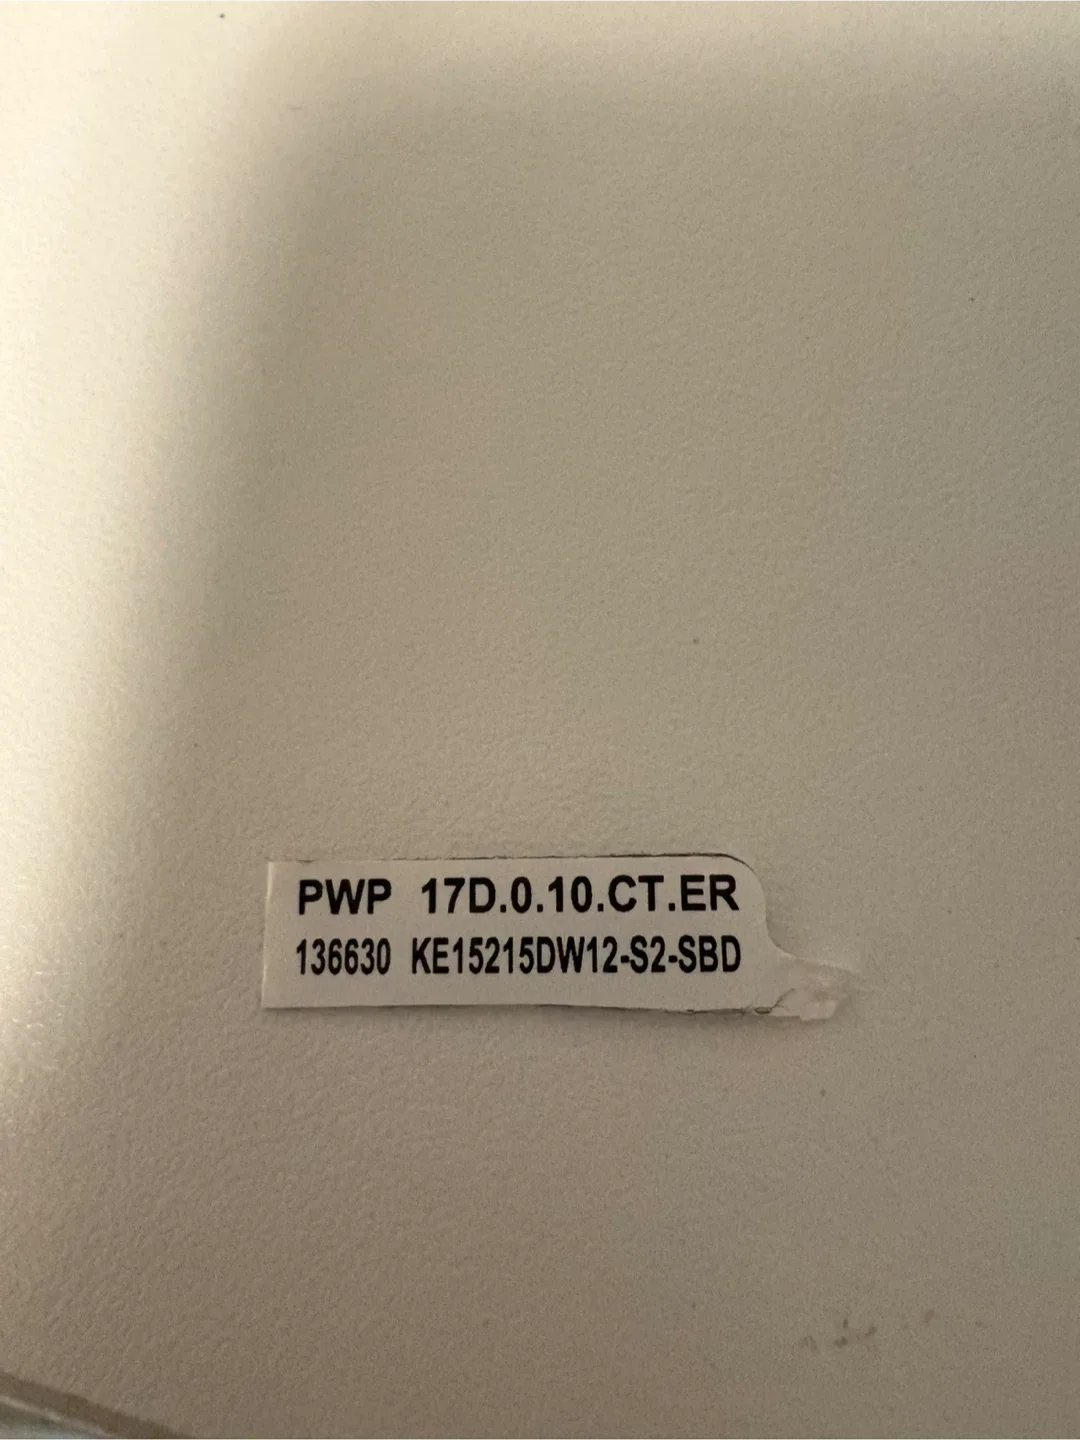 PWP 17D.0.10.CT.ER
136630 KE15215DW12-S2-SBD